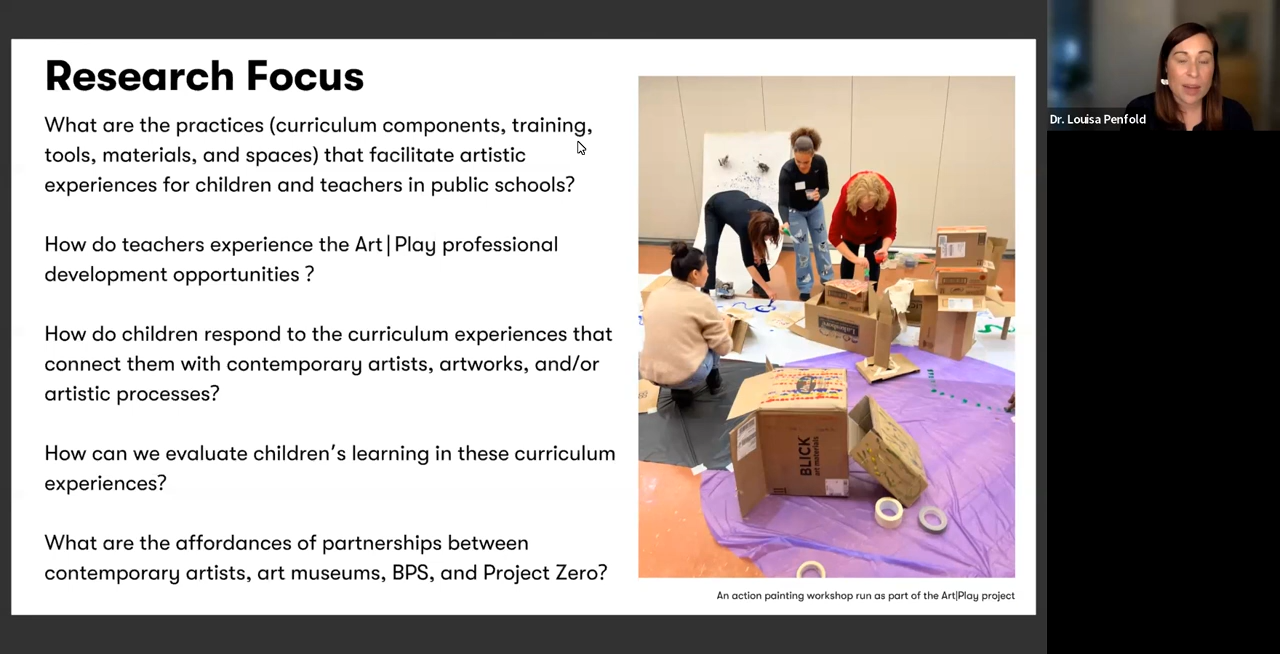 Research Focus
What are the practices (curriculum components, training,
tools, materials, and spaces) that facilitate artistic
experiences for children and teachers in public schools?
How do teachers experience the Art|Play professional
development opportunities ?
How do children respond to the curriculum experiences that
connect them with contemporary artists, artworks, and/or
artistic processes?
How can we evaluate children’s learning in these curriculum
experiences?
What are the affordances of partnerships between
contemporary artists, art museums, BPS, and Project Zero?
BLICK
art materials
An action painting workshop run as part of the Art|Play project
Dr. Louisa Penfold